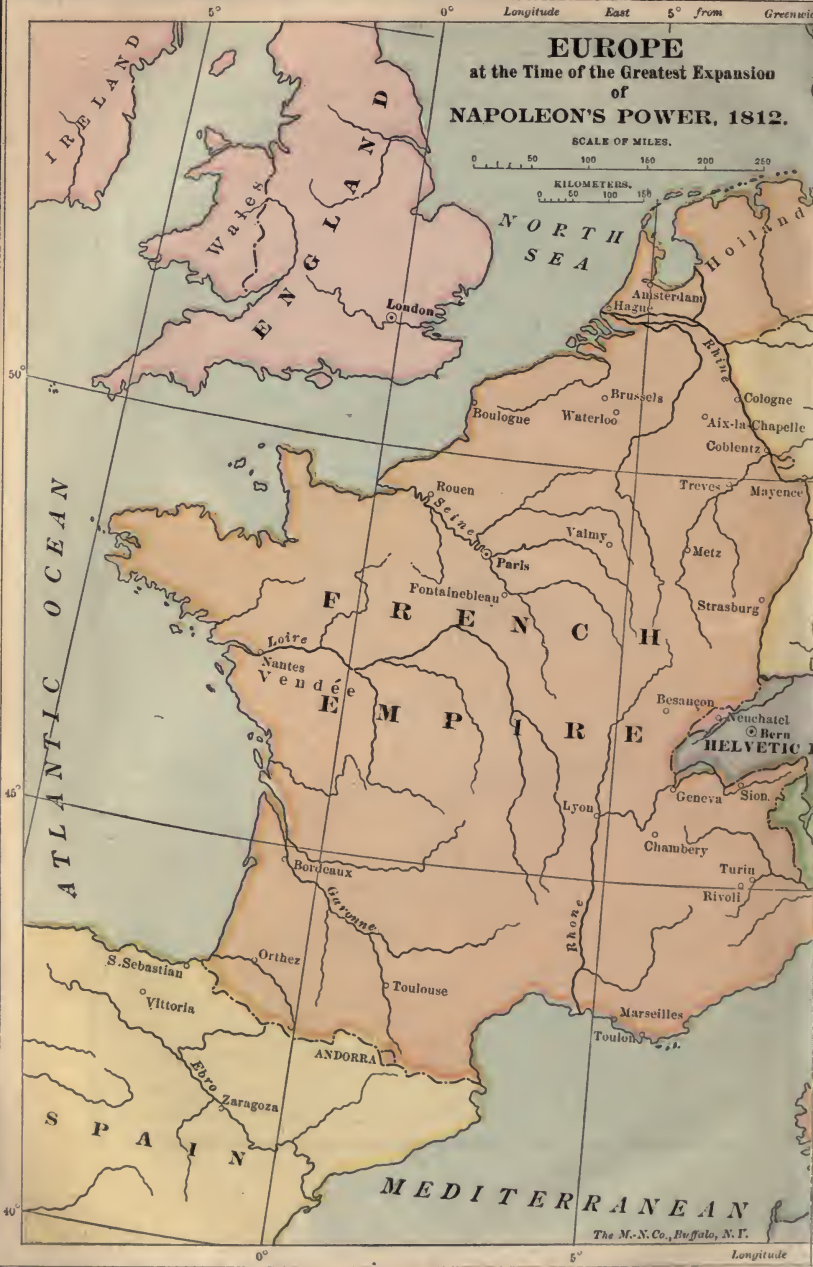 5°
0°
Longitude East 5° from
EUROPE
at the Time of the Greatest Expansion
of
NAPOLEON'S POWER, 1812.
SCALE OF MILES.
0 50 100 150 200 250
KILOMETERS.
0 50 100 150
IRELAND
ENGLAND
Wales
London
NORTH
SEA
Holland
Amsterdam
Hague
Rhine
50°
Boulogne
Brussels
Waterloo
Cologne
Aix-la-Chapelle
Coblentz
Treves
Mayence
Rouen
Seine
Valmy
Paris
Metz
Fontainebleau
Strasburg
ATLANTIC OCEAN
FRENCH
EMPIRE
Loire
Nantes
Vendée
Besançon
Neuchatel
Bern
HELVETIC
45°
Lyon
Geneva
Sion.
Chambery
Bordeaux
Turin
Rivoli
Garonne
Rhone
S.Sebastian
Orthez
Vittoria
Toulouse
Marseilles
Toulon
ANDORRA
Ebro
Zaragoza
SPAIN
MEDITERRANEAN
40°
The M.-N. Co., Buffalo, N. Y.
0°
5°
Longitude